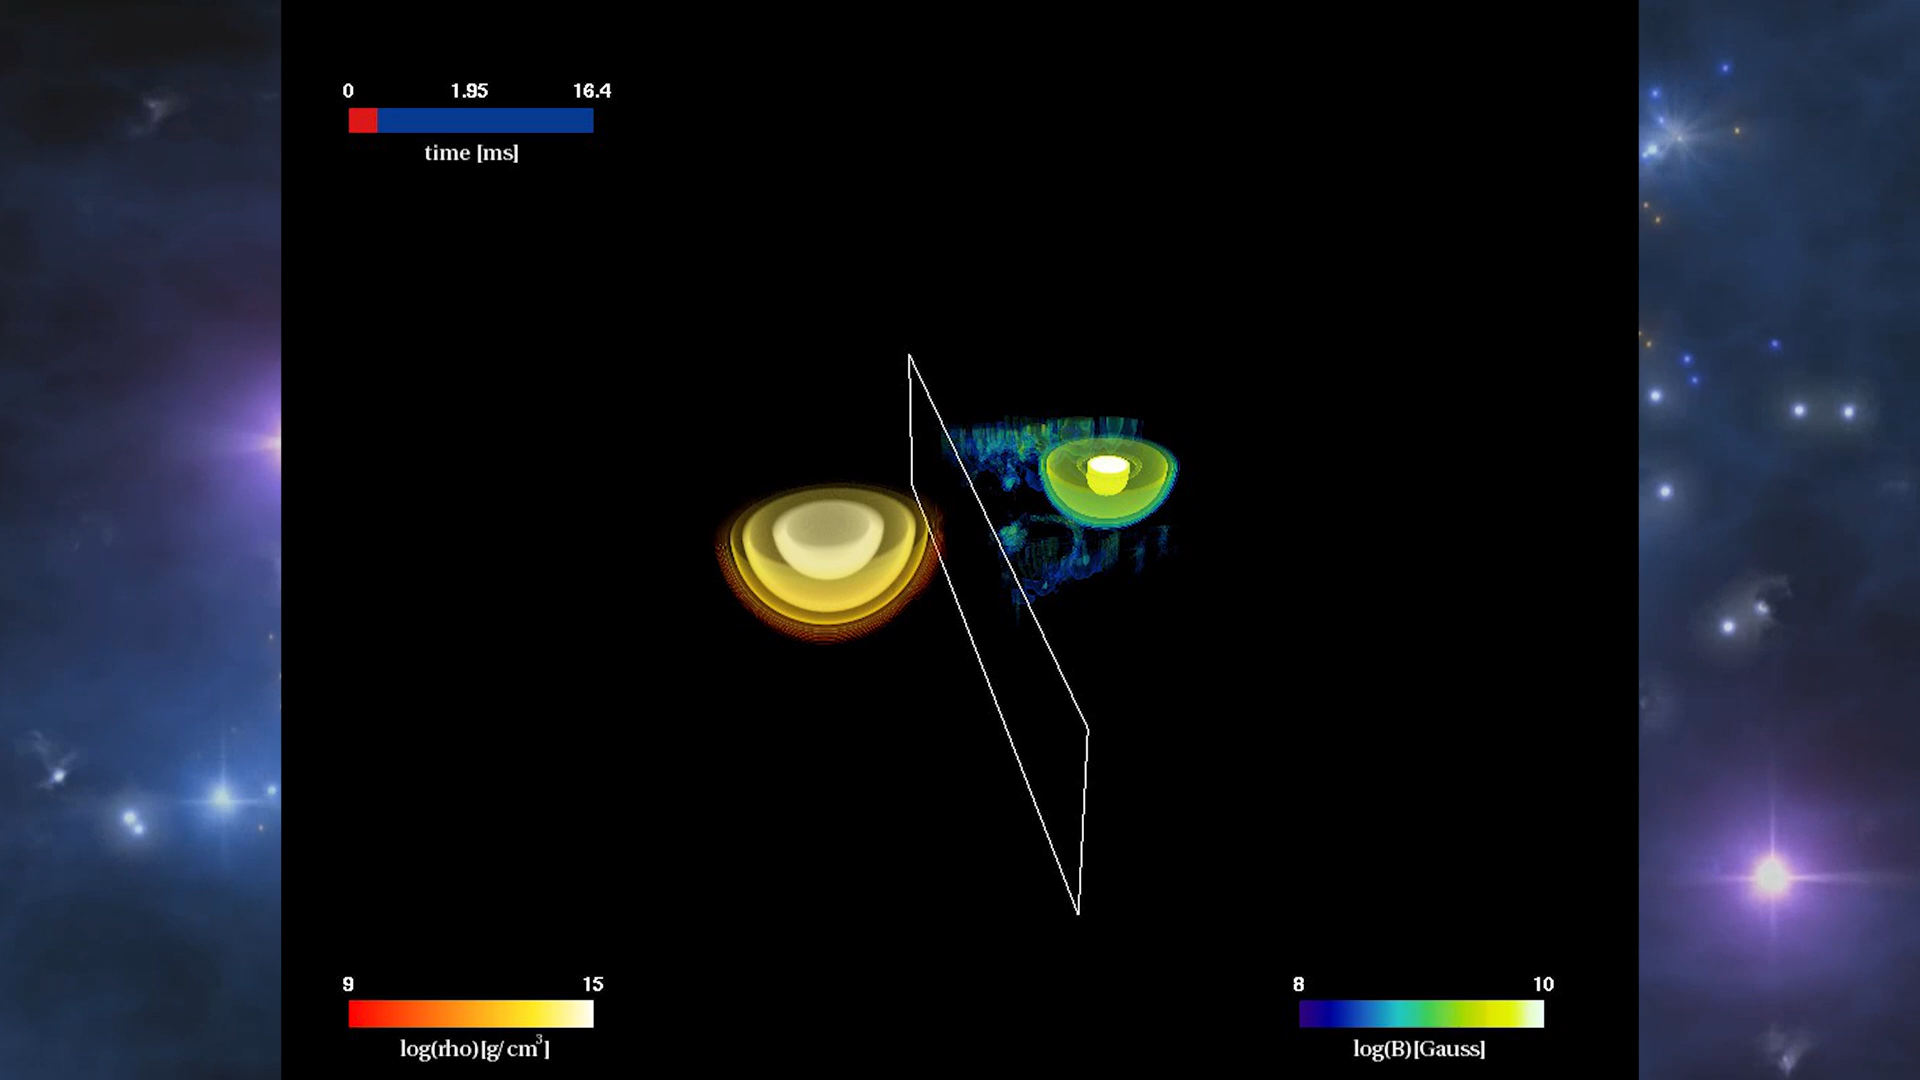 0 1.95 16.4
time [ms]
9 15
log(rho)[g/cm³]
8 10
log(B)[Gauss]